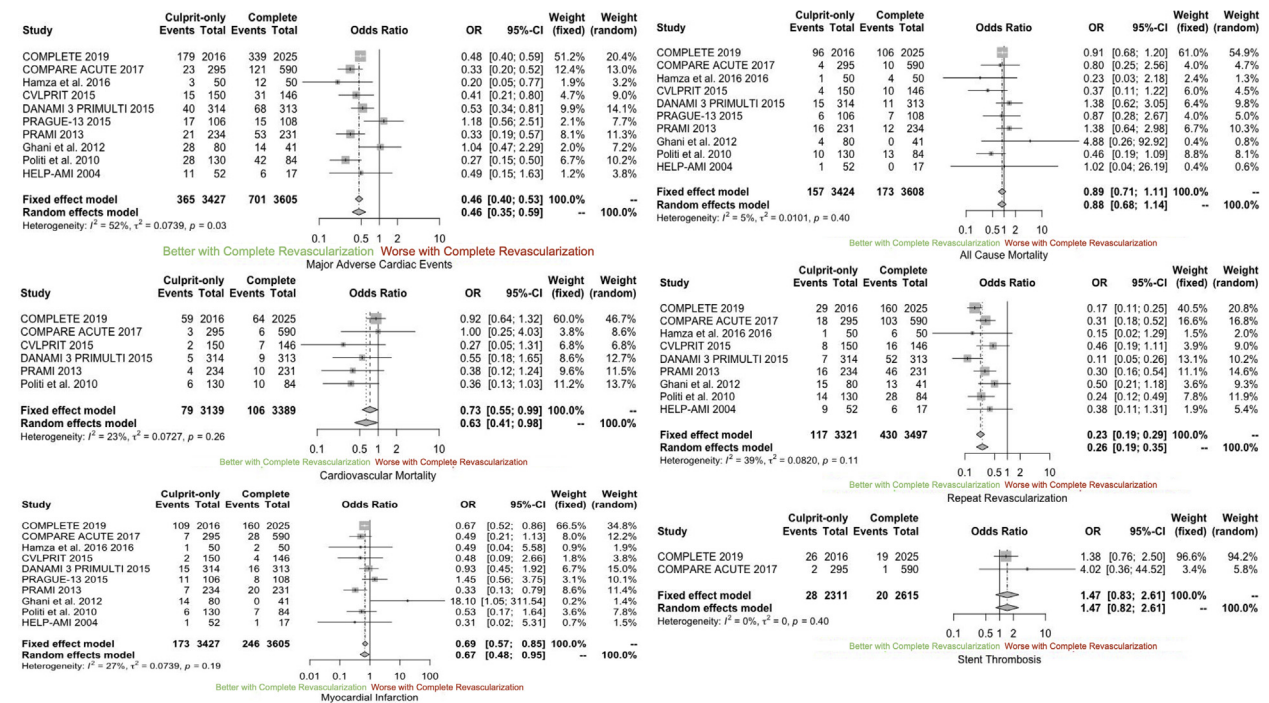 Culprit-only Complete Weight Weight
Study Events Total Events Total Odds Ratio OR 95%-CI (fixed) (random)
COMPLETE 2019 179 2016 339 2025 0.48 [0.40; 0.59] 51.2% 20.4%
COMPARE ACUTE 2017 23 295 121 590 0.33 [0.20; 0.52] 12.4% 13.0%
Hamza et al. 2016 3 50 12 50 0.20 [0.05; 0.77] 1.9% 3.2%
CVLPRIT 2015 15 150 31 146 0.41 [0.21; 0.80] 4.7% 9.0%
DANAMI 3 PRIMULTI 2015 40 314 68 313 0.53 [0.34; 0.81] 9.9% 14.1%
PRAGUE-13 2015 17 106 15 108 1.18 [0.56; 2.51] 2.1% 7.7%
PRAMI 2013 21 234 53 231 0.33 [0.19; 0.57] 8.1% 11.3%
Ghani et al. 2012 28 80 14 41 1.04 [0.47; 2.29] 2.0% 7.2%
Politi et al. 2010 28 130 42 84 0.27 [0.15; 0.50] 7.6% 10.2%
HELP-AMI 2004 11 52 6 17 0.49 [0.15; 1.63] 1.2% 3.8%
Fixed effect model 365 3427 701 3605 0.46 [0.40; 0.53] 100.0% --
Random effects model 0.46 [0.35; 0.59] -- 100.0%
Heterogeneity: I² = 52%, τ² = 0.0739, p = 0.03
0.1 0.5 1 2 10
Better with Complete Revascularization Worse with Complete Revascularization
Major Adverse Cardiac Events
Culprit-only Complete Weight Weight
Study Events Total Events Total Odds Ratio OR 95%-CI (fixed) (random)
COMPLETE 2019 59 2016 64 2025 0.92 [0.64; 1.32] 60.0% 46.7%
COMPARE ACUTE 2017 3 295 6 590 1.00 [0.25; 4.03] 3.8% 8.6%
CVLPRIT 2015 2 150 7 146 0.27 [0.05; 1.31] 6.8% 6.8%
DANAMI 3 PRIMULTI 2015 5 314 9 313 0.55 [0.18; 1.65] 8.6% 12.7%
PRAMI 2013 4 234 10 231 0.38 [0.12; 1.24] 9.6% 11.5%
Politi et al. 2010 6 130 10 84 0.36 [0.13; 1.03] 11.2% 13.7%
Fixed effect model 79 3139 106 3389 0.73 [0.55; 0.99] 100.0% --
Random effects model 0.63 [0.41; 0.98] -- 100.0%
Heterogeneity: I² = 23%, τ² = 0.0727, p = 0.26
0.1 0.5 1 2 10
Better with Complete Revascularization Worse with Complete Revascularization
Cardiovascular Mortality
Culprit-only Complete Weight Weight
Study Events Total Events Total Odds Ratio OR 95%-CI (fixed) (random)
COMPLETE 2019 109 2016 160 2025 0.67 [0.52; 0.86] 66.5% 34.8%
COMPARE ACUTE 2017 7 295 28 590 0.49 [0.21; 1.13] 8.0% 12.2%
Hamza et al. 2016 2016 1 50 2 50 0.49 [0.04; 5.58] 0.9% 1.9%
CVLPRIT 2015 2 150 4 146 0.48 [0.09; 2.66] 1.8% 3.8%
DANAMI 3 PRIMULTI 2015 15 314 16 313 0.93 [0.45; 1.92] 6.7% 15.0%
PRAGUE-13 2015 11 106 8 108 1.45 [0.56; 3.75] 3.1% 10.1%
PRAMI 2013 7 234 20 231 0.33 [0.13; 0.79] 8.6% 11.4%
Ghani et al. 2012 14 80 0 41 18.10 [1.05; 311.54] 0.2% 1.4%
Politi et al. 2010 6 130 7 84 0.53 [0.17; 1.64] 3.6% 7.8%
HELP-AMI 2004 1 52 1 17 0.31 [0.02; 5.31] 0.7% 1.5%
Fixed effect model 173 3427 246 3605 0.69 [0.57; 0.85] 100.0% --
Random effects model 0.67 [0.48; 0.95] -- 100.0%
Heterogeneity: I² = 27%, τ² = 0.0739, p = 0.19
0.01 0.1 1 10 100
Better with Complete Revascularization Worse with Complete Revascularization
Myocardial Infarction
Culprit-only Complete Weight Weight
Study Events Total Events Total Odds Ratio OR 95%-CI (fixed) (random)
COMPLETE 2019 96 2016 106 2025 0.91 [0.68; 1.20] 61.0% 54.9%
COMPARE ACUTE 2017 4 295 10 590 0.80 [0.25; 2.56] 4.0% 4.7%
Hamza et al. 2016 2016 1 50 4 50 0.23 [0.03; 2.18] 2.4% 1.3%
CVLPRIT 2015 4 150 10 146 0.37 [0.11; 1.22] 6.0% 4.4%
DANAMI 3 PRIMULTI 2015 15 314 11 313 1.38 [0.62; 3.05] 6.4% 9.8%
PRAGUE-13 2015 6 106 7 108 0.87 [0.28; 2.67] 4.0% 5.1%
PRAMI 2013 16 231 12 234 1.38 [0.64; 2.98] 6.7% 10.3%
Ghani et al. 2012 4 80 0 41 4.88 [0.26; 92.92] 0.4% 0.8%
Politi et al. 2010 10 130 13 84 0.46 [0.19; 1.09] 8.8% 8.1%
HELP-AMI 2004 1 52 0 17 1.02 [0.04; 26.19] 0.4% 0.6%
Fixed effect model 157 3424 173 3608 0.89 [0.71; 1.11] 100.0% --
Random effects model 0.88 [0.68; 1.14] -- 100.0%
Heterogeneity: I² = 5%, τ² = 0.0101, p = 0.40
0.1 0.5 1 2 10
Better with Complete Revascularization Worse with Complete Revascularization
All Cause Mortality
Culprit-only Complete Weight Weight
Study Events Total Events Total Odds Ratio OR 95%-CI (fixed) (random)
COMPLETE 2019 29 2016 160 2025 0.17 [0.11; 0.25] 40.5% 20.8%
COMPARE ACUTE 2017 18 295 103 590 0.31 [0.18; 0.52] 16.6% 16.8%
Hamza et al. 2016 2016 1 50 6 50 0.15 [0.02; 1.29] 1.5% 2.0%
CVLPRIT 2015 8 150 16 146 0.46 [0.19; 1.11] 3.9% 9.0%
DANAMI 3 PRIMULTI 2015 7 314 52 313 0.11 [0.05; 0.26] 13.1% 10.2%
PRAMI 2013 16 234 46 231 0.30 [0.16; 0.54] 11.1% 14.6%
Ghani et al. 2012 15 80 13 41 0.50 [0.21; 1.18] 3.6% 9.3%
Politi et al. 2010 14 130 28 84 0.24 [0.12; 0.49] 7.8% 11.9%
HELP-AMI 2004 9 52 6 17 0.38 [0.11; 1.31] 1.9% 5.4%
Fixed effect model 117 3321 430 3497 0.23 [0.19; 0.29] 100.0% --
Random effects model 0.26 [0.19; 0.35] -- 100.0%
Heterogeneity: I² = 39%, τ² = 0.0820, p = 0.11
0.1 0.5 1 2 10
Better with Complete Revascularization Worse with Complete Revascularization
Repeat Revascularization
Culprit-only Complete Weight Weight
Study Events Total Events Total Odds Ratio OR 95%-CI (fixed) (random)
COMPLETE 2019 26 2016 19 2025 1.38 [0.76; 2.50] 96.6% 94.2%
COMPARE ACUTE 2017 2 295 1 590 4.02 [0.36; 44.52] 3.4% 5.8%
Fixed effect model 28 2311 20 2615 1.47 [0.83; 2.61] 100.0% --
Random effects model 1.47 [0.82; 2.61] -- 100.0%
Heterogeneity: I² = 0%, τ² = 0, p = 0.40
0.1 0.5 1 2 10
Better with Complete Revascularization Worse with Complete Revascularization
Stent Thrombosis